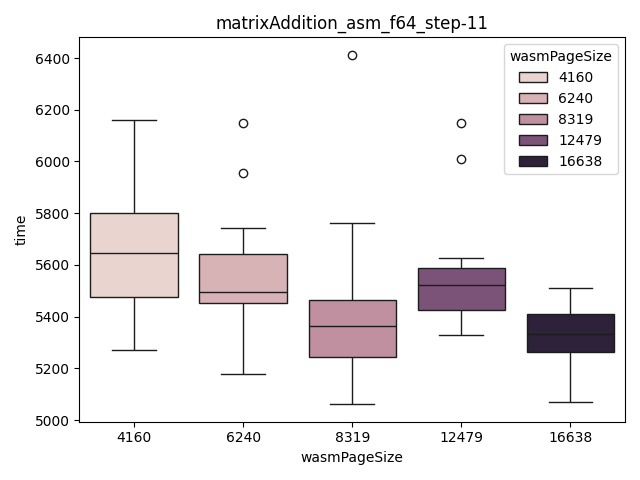 matrixAddition_asm_f64_step-11
wasmPageSize
4160
6240
8319
12479
16638
time
6400
6200
6000
5800
5600
5400
5200
5000
4160 6240 8319 12479 16638
wasmPageSize